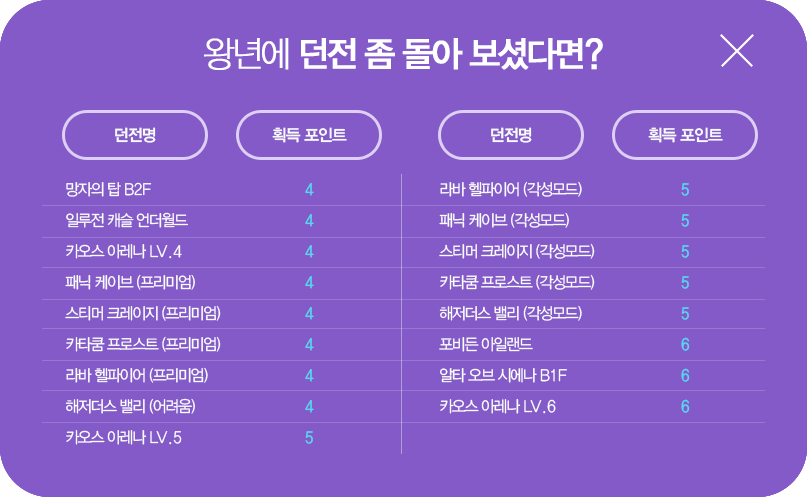 왕년에 던전 좀 돌아 보셨다면?
던전명 획득 포인트
망자의 탑 B2F 4
일루전 캐슬 언더월드 4
카오스 아레나 LV.4 4
패닉 케이브 (프리미엄) 4
스티머 크레이지 (프리미엄) 4
카타쿰 프로스트 (프리미엄) 4
라바 헬파이어 (프리미엄) 4
해저더스 밸리 (어려움) 4
카오스 아레나 LV.5 5
던전명 획득 포인트
라바 헬파이어 (각성모드) 5
패닉 케이브 (각성모드) 5
스티머 크레이지 (각성모드) 5
카타쿰 프로스트 (각성모드) 5
해저더스 밸리 (각성모드) 5
포비든 아일랜드 6
알타 오브 시에나 B1F 6
카오스 아레나 LV.6 6